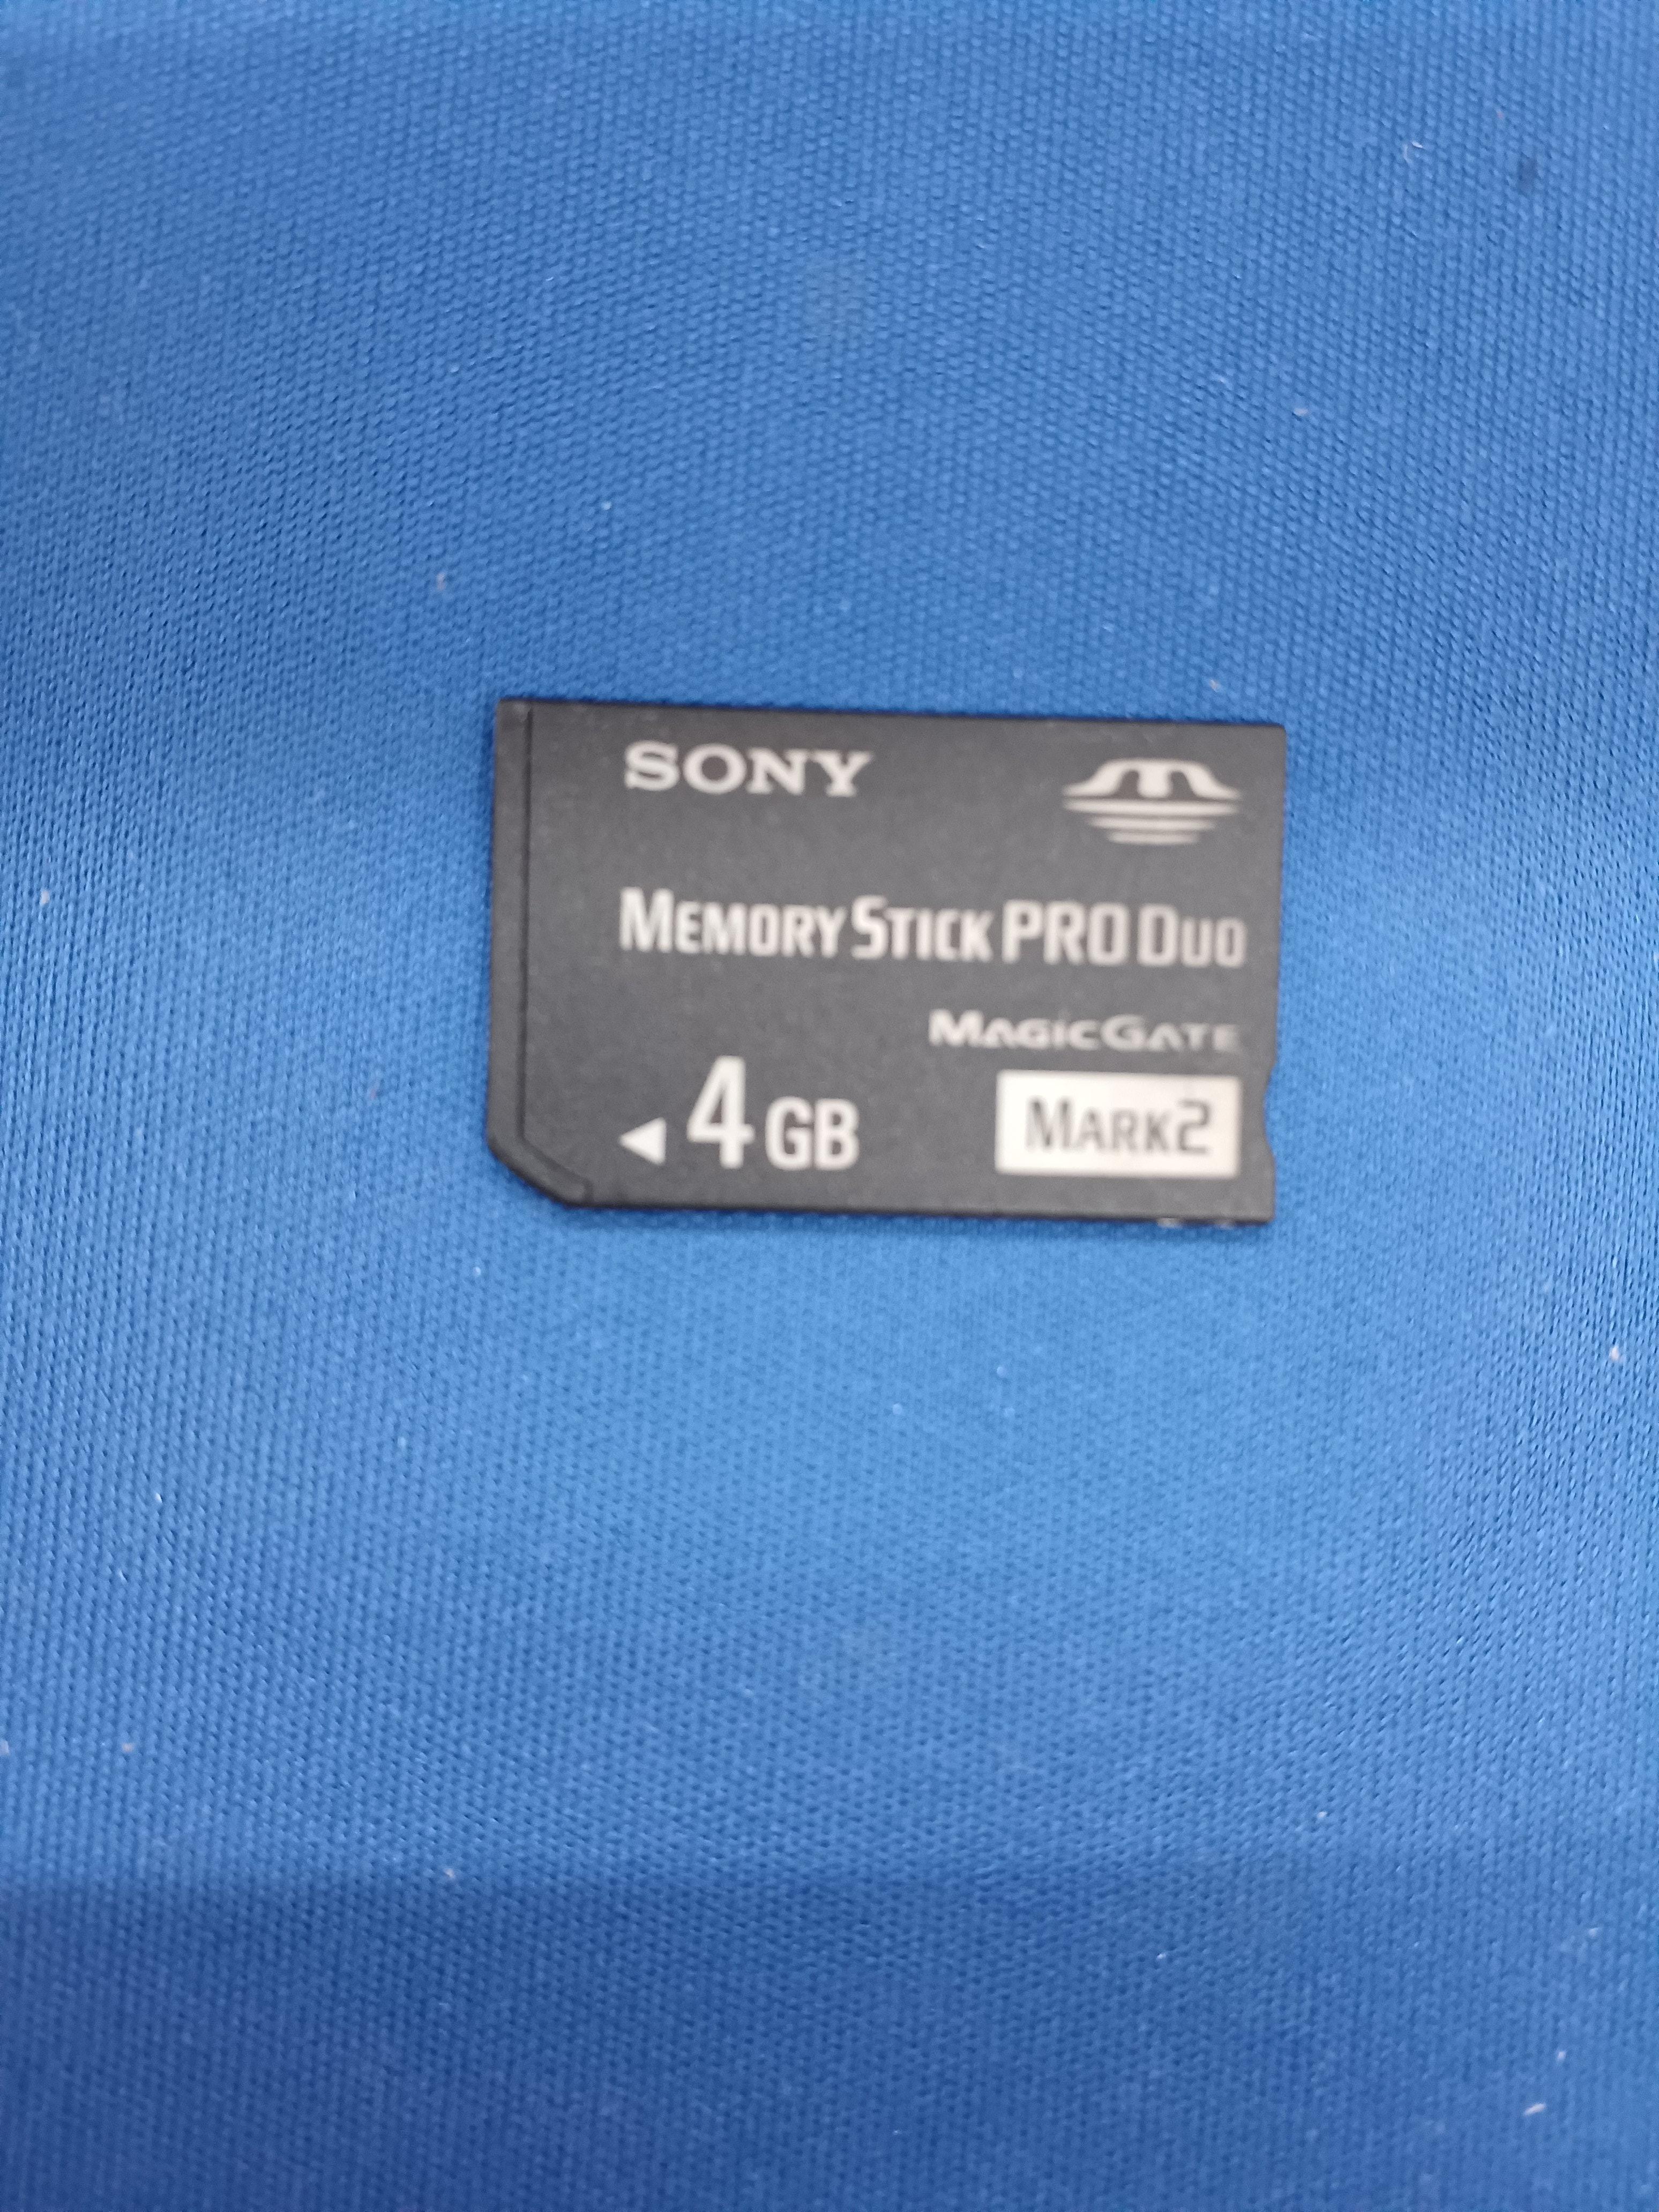 SONY
MEMORY STICK PRO DUO
MAGICGATE
4 GB
MARK2